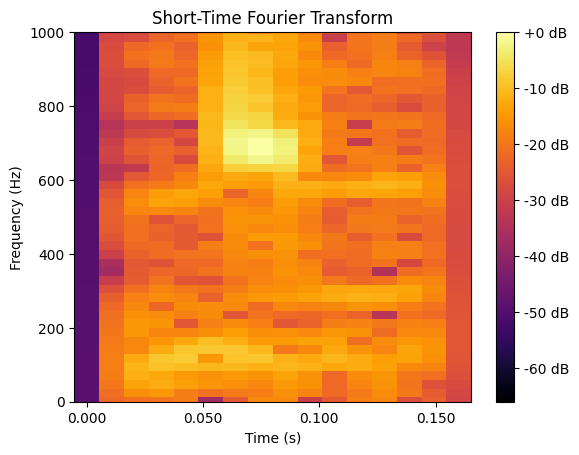 Short-Time Fourier Transform
1000
800
600
400
200
0
Frequency (Hz)
0.000
0.050
0.100
0.150
Time (s)
+0 dB
-10 dB
-20 dB
-30 dB
-40 dB
-50 dB
-60 dB